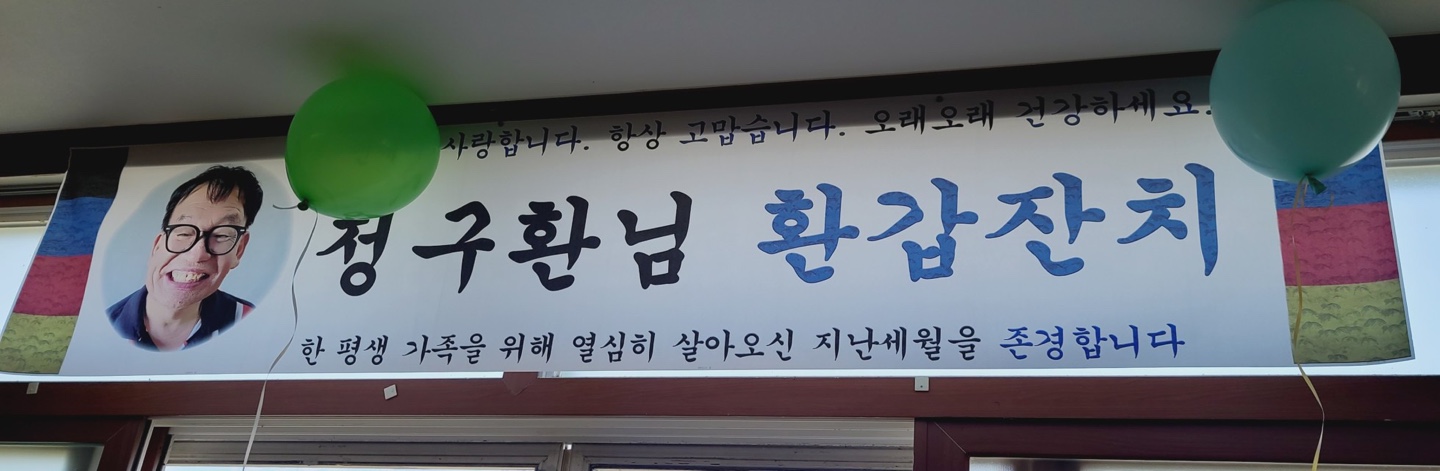 사랑합니다. 항상 고맙습니다. 오래오래 건강하세요.
정구환님 환갑잔치
한 평생 가족을 위해 열심히 살아오신 지난세월을 존경합니다